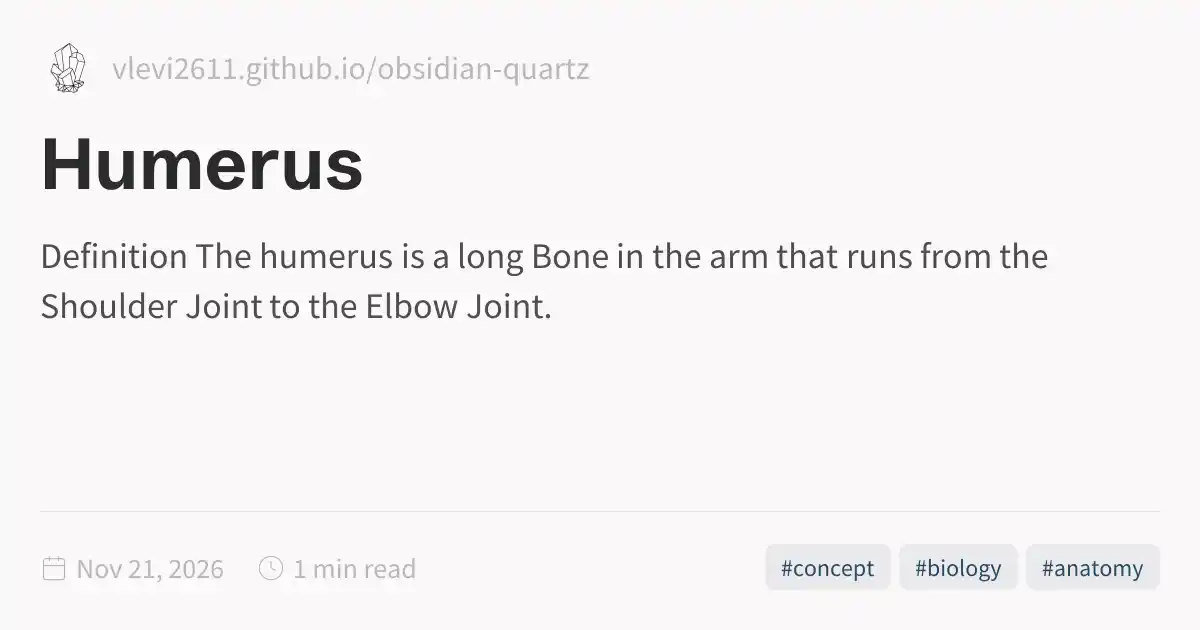 vlevi2611.github.io/obsidian-quartz
Humerus
Definition The humerus is a long Bone in the arm that runs from the
Shoulder Joint to the Elbow Joint.
Nov 21, 2026 1 min read #concept #biology #anatomy